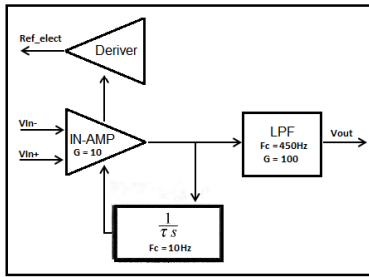 Ref_elect
Deriver
VIn-
VIn+
IN-AMP
G = 10
LPF
Fc = 450Hz
G = 100
Vout
1
τ s
Fc = 10Hz